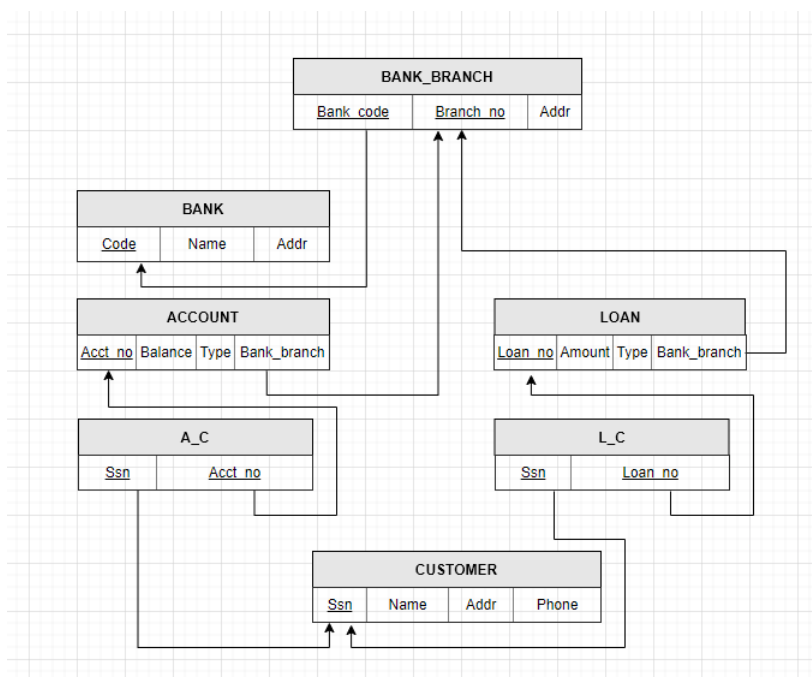 BANK_BRANCH
Bank_code Branch_no Addr
BANK
Code Name Addr
ACCOUNT
Acct_no Balance Type Bank_branch
LOAN
Loan_no Amount Type Bank_branch
A_C
Ssn Acct_no
L_C
Ssn Loan_no
CUSTOMER
Ssn Name Addr Phone